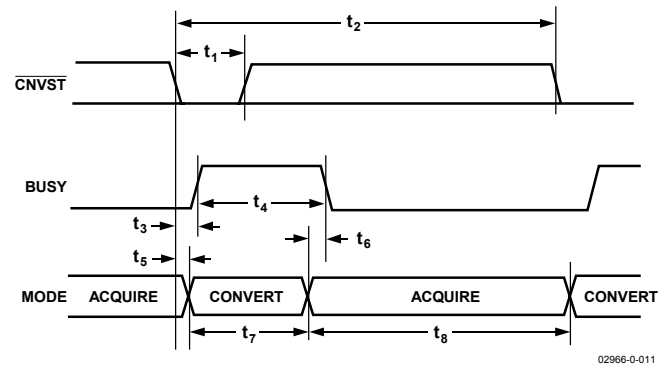 t2
t1
CNVST
BUSY
t4
t3
t6
t5
MODE ACQUIRE CONVERT ACQUIRE CONVERT
t7 t8
02966-0-011